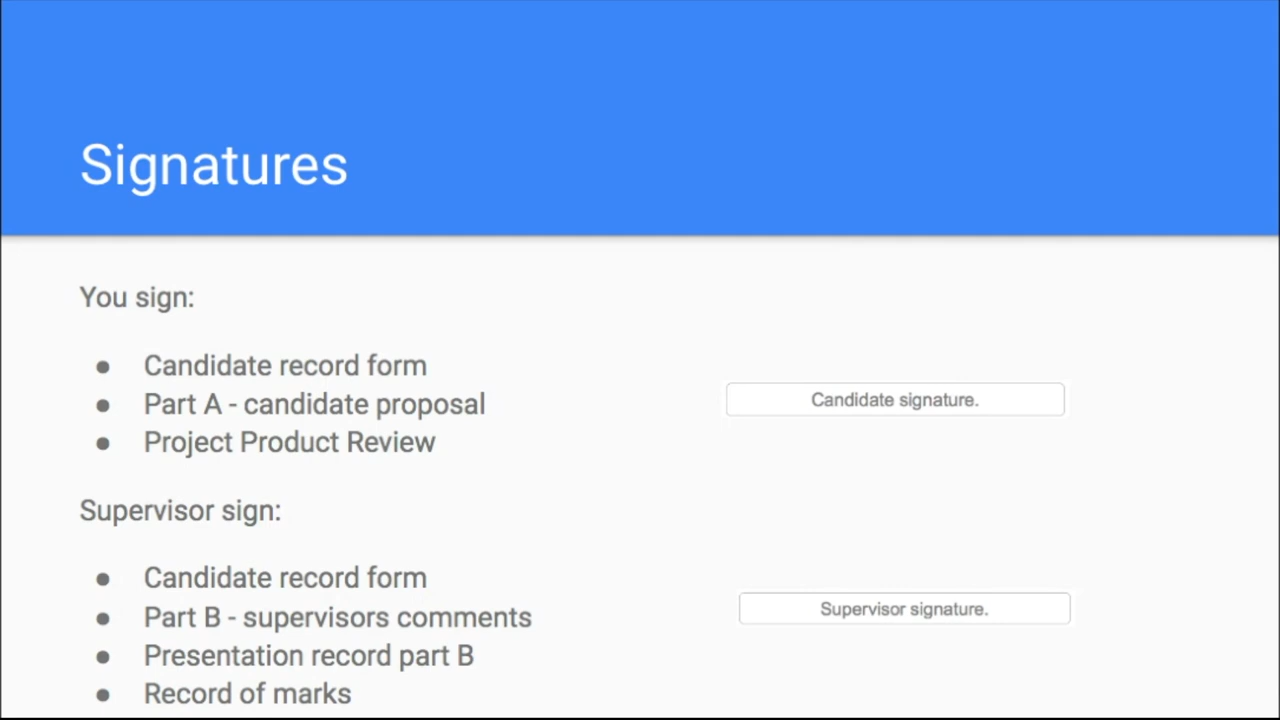 Signatures
You sign:
● Candidate record form
● Part A - candidate proposal
● Project Product Review
Candidate signature.
Supervisor sign:
● Candidate record form
● Part B - supervisors comments
● Presentation record part B
● Record of marks
Supervisor signature.